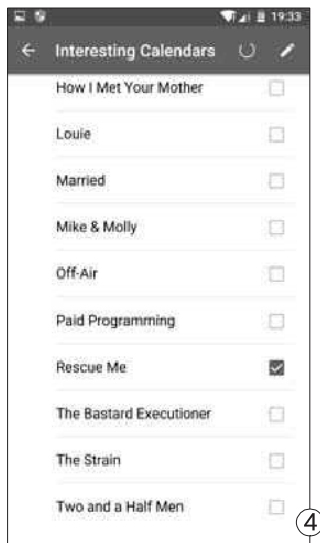 19:33
Interesting Calendars
How I Met Your Mother
Louie
Married
Mike & Molly
Off-Air
Paid Programming
Rescue Me
The Bastard Executioner
The Strain
Two and a Half Men
4